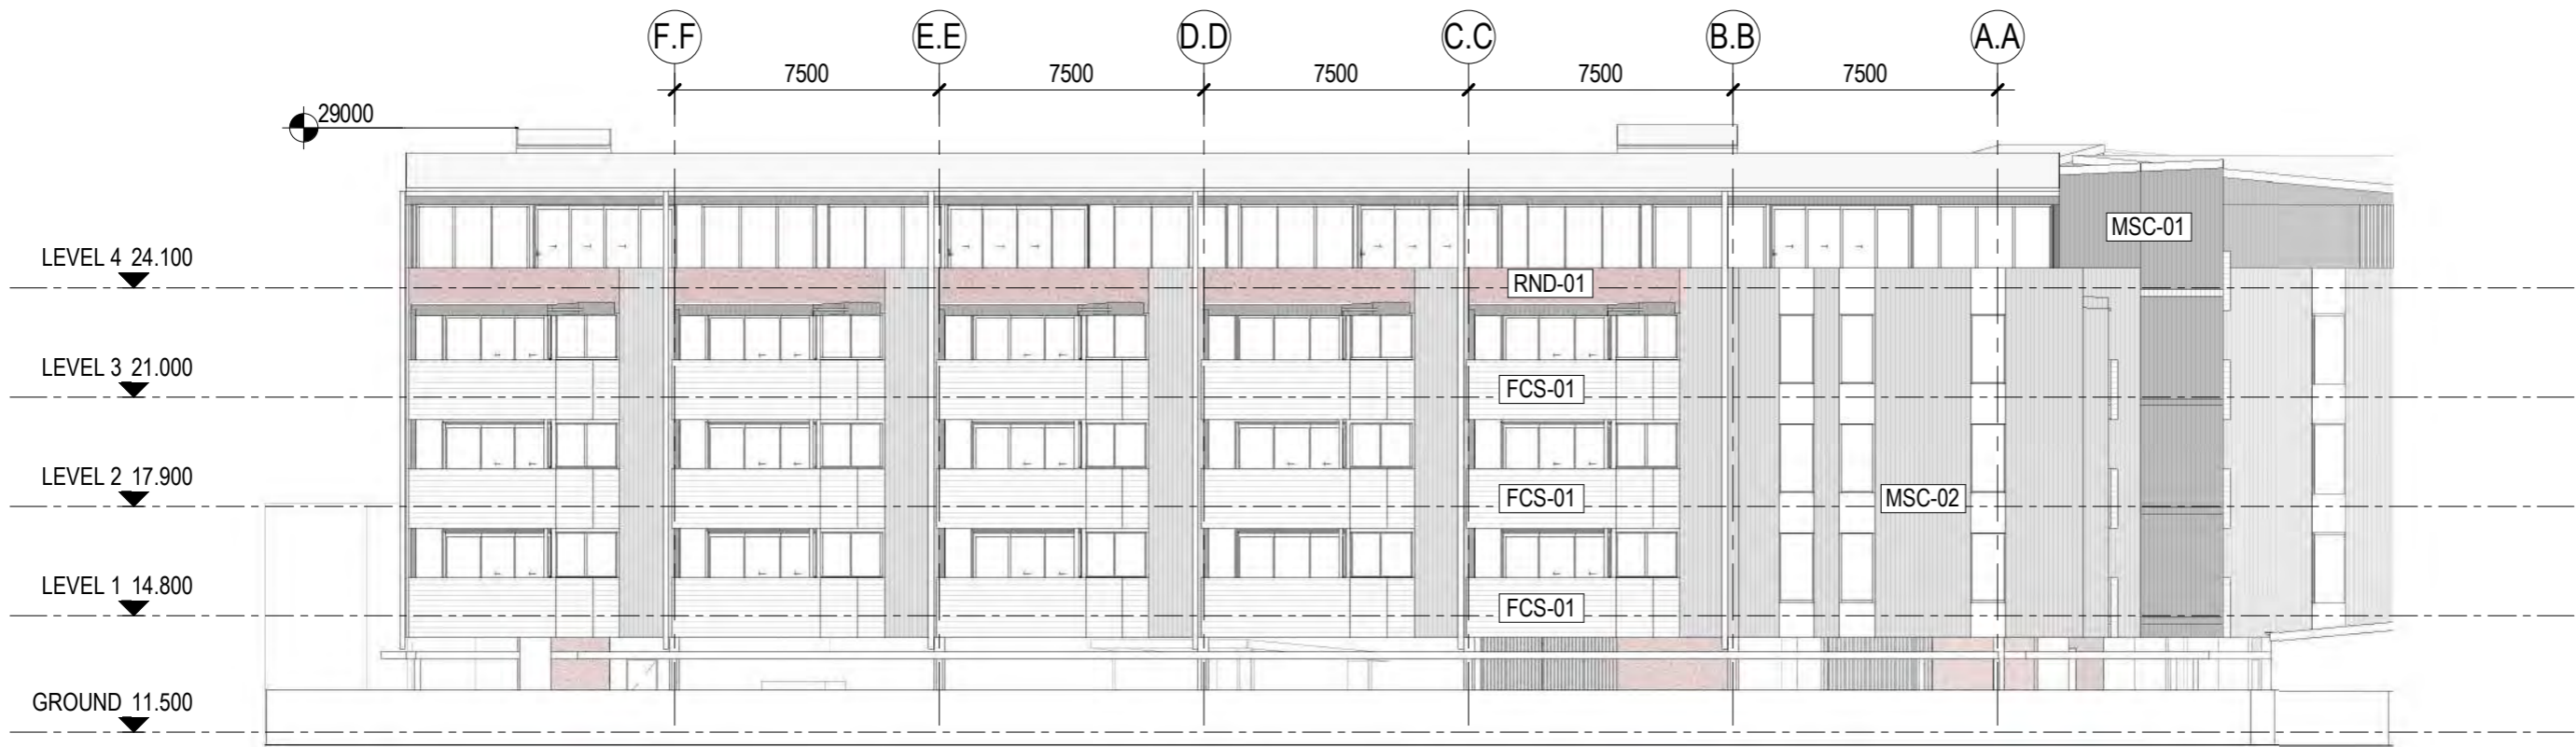 F.F E.E D.D C.C B.B A.A
7500 7500 7500 7500 7500
29000
MSC-01
LEVEL 4 24.100
RND-01
LEVEL 3 21.000
FCS-01
LEVEL 2 17.900
FCS-01
MSC-02
LEVEL 1 14.800
FCS-01
GROUND 11.500